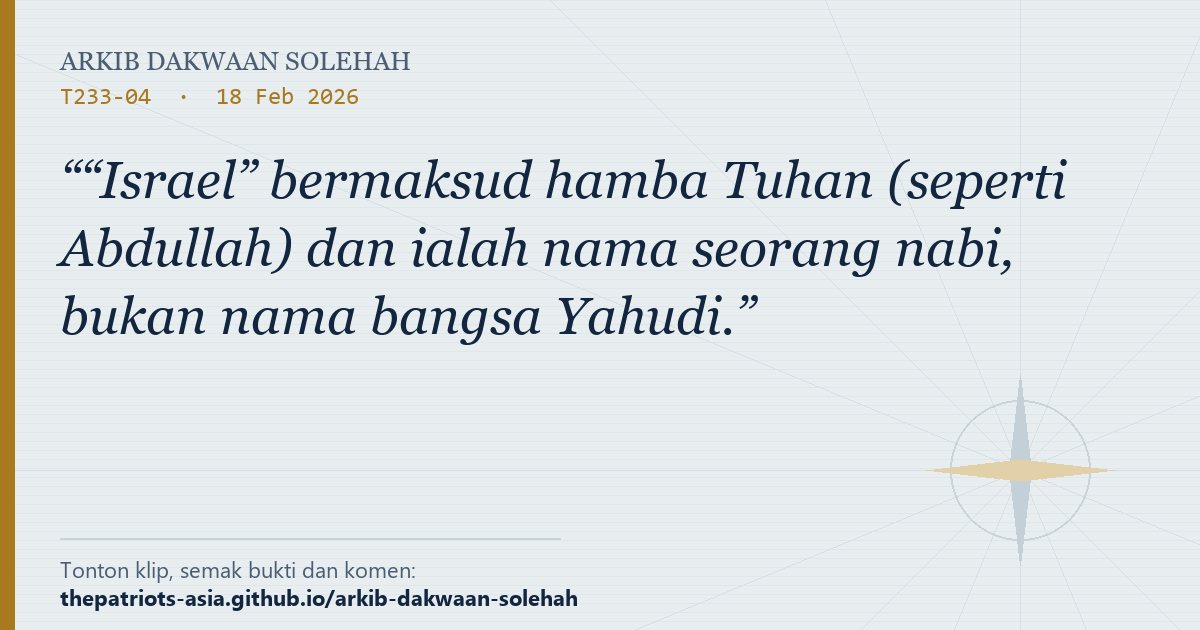 ARKIB DAKWAAN SOLEHAH
T233-04 · 18 Feb 2026
““Israel” bermaksud hamba Tuhan (seperti
Abdullah) dan ialah nama seorang nabi,
bukan nama bangsa Yahudi.”
Tonton klip, semak bukti dan komen:
thepatriots-asia.github.io/arkib-dakwaan-solehah